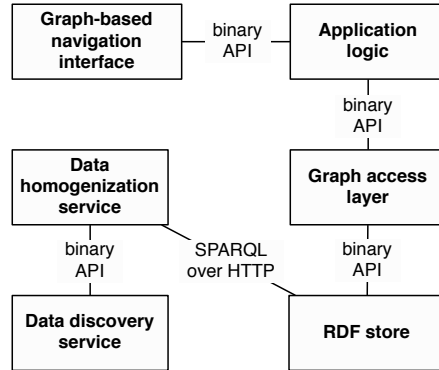 Graph-based
navigation
interface
binary
API
Application
logic
binary
API
Data
homogenization
service
Graph access
layer
binary
API
SPARQL
over HTTP
binary
API
Data discovery
service
RDF store